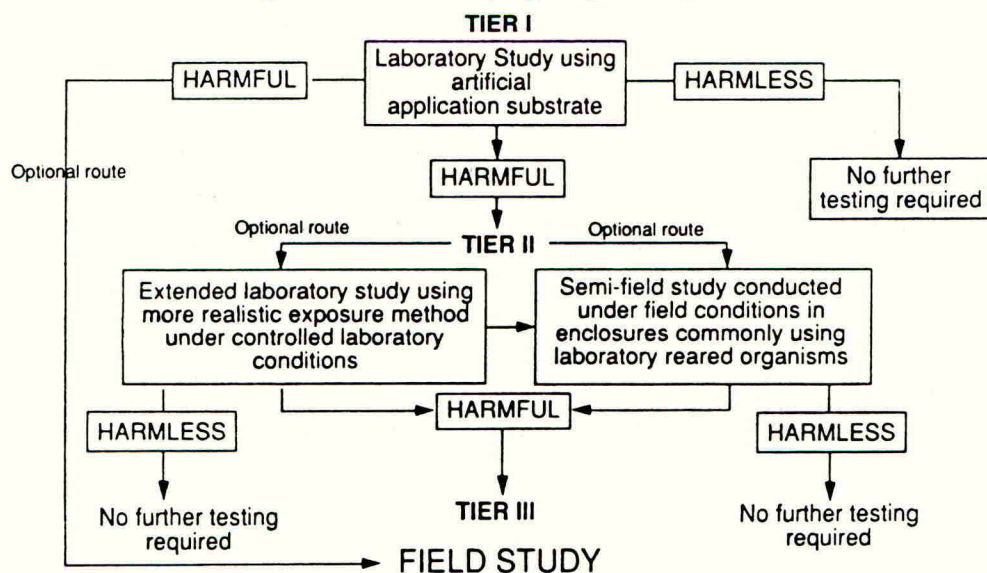 TIER I
HARMFUL
Laboratory Study using
artificial
application substrate
HARMLESS
Optional route
HARMFUL
No further
testing required
Optional route
TIER II
Optional route
Extended laboratory study using
more realistic exposure method
under controlled laboratory
conditions
Semi-field study conducted
under field conditions in
enclosures commonly using
laboratory reared organisms
HARMFUL
HARMLESS
HARMLESS
No further testing
required
TIER III
No further testing
required
FIELD STUDY